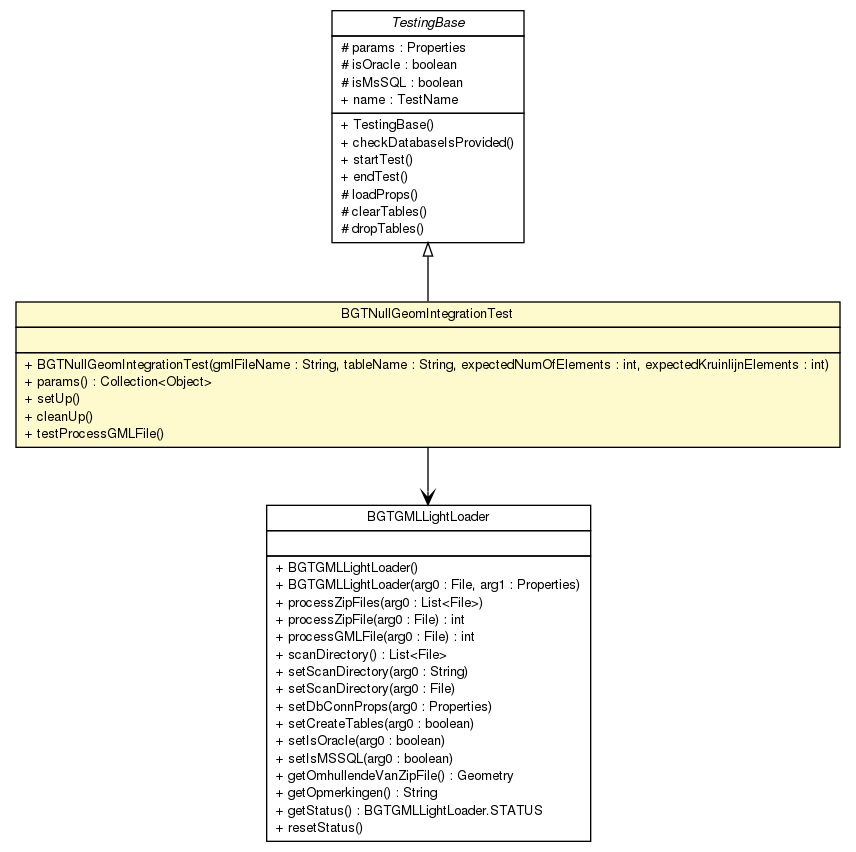 TestingBase
# params : Properties
# isOracle : boolean
# isMsSQL : boolean
+ name : TestName
+ TestingBase()
+ checkDatabaseIsProvided()
+ startTest()
+ endTest()
# loadProps()
# clearTables()
# dropTables()
BGTNullGeomIntegrationTest
+ BGTNullGeomIntegrationTest(gmlFileName : String, tableName : String, expectedNumOfElements : int, expectedKruinlijnElements : int)
+ params() : Collection<Object>
+ setUp()
+ cleanUp()
+ testProcessGMLFile()
BGTGMLLightLoader
+ BGTGMLLightLoader()
+ BGTGMLLightLoader(arg0 : File, arg1 : Properties)
+ processZipFiles(arg0 : List<File>)
+ processZipFile(arg0 : File) : int
+ processGMLFile(arg0 : File) : int
+ scanDirectory() : List<File>
+ setScanDirectory(arg0 : String)
+ setScanDirectory(arg0 : File)
+ setDbConnProps(arg0 : Properties)
+ setCreateTables(arg0 : boolean)
+ setIsOracle(arg0 : boolean)
+ setIsMSSQL(arg0 : boolean)
+ getOmhullendeVanZipFile() : Geometry
+ getOpmerkingen() : String
+ getStatus() : BGTGMLLightLoader.STATUS
+ resetStatus()